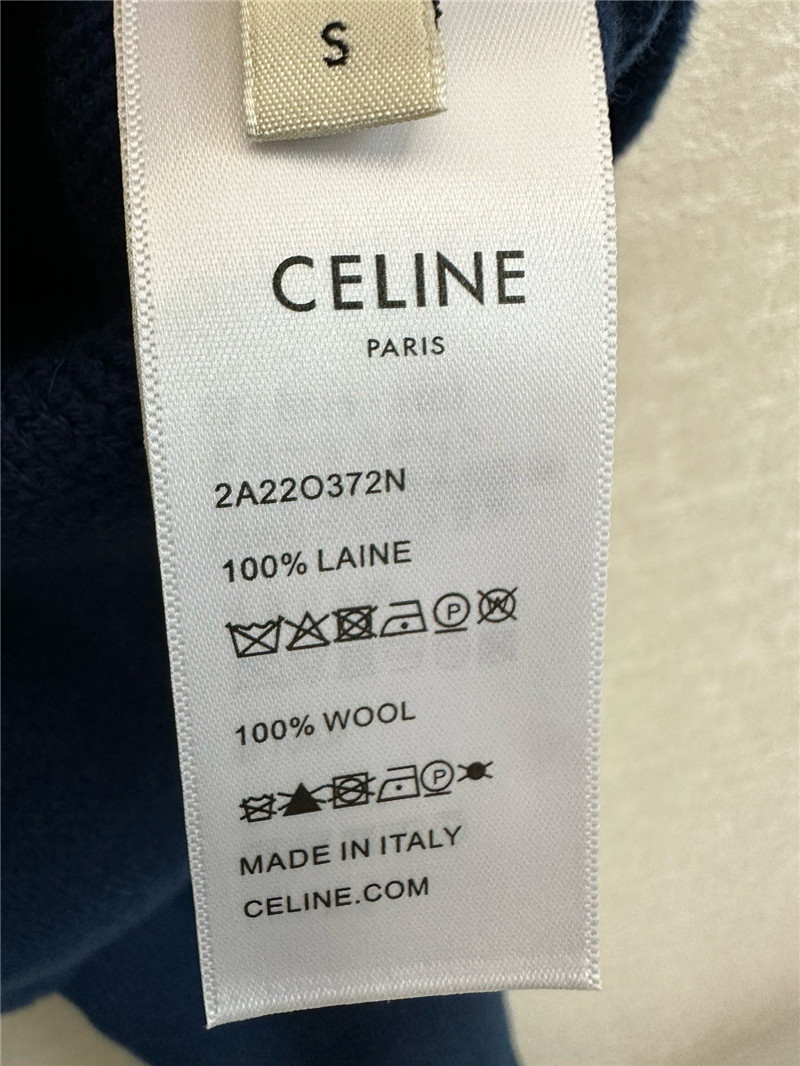 S
CELINE
PARIS
2A22O372N
100% LAINE
P W
100% WOOL
P
MADE IN ITALY
CELINE.COM